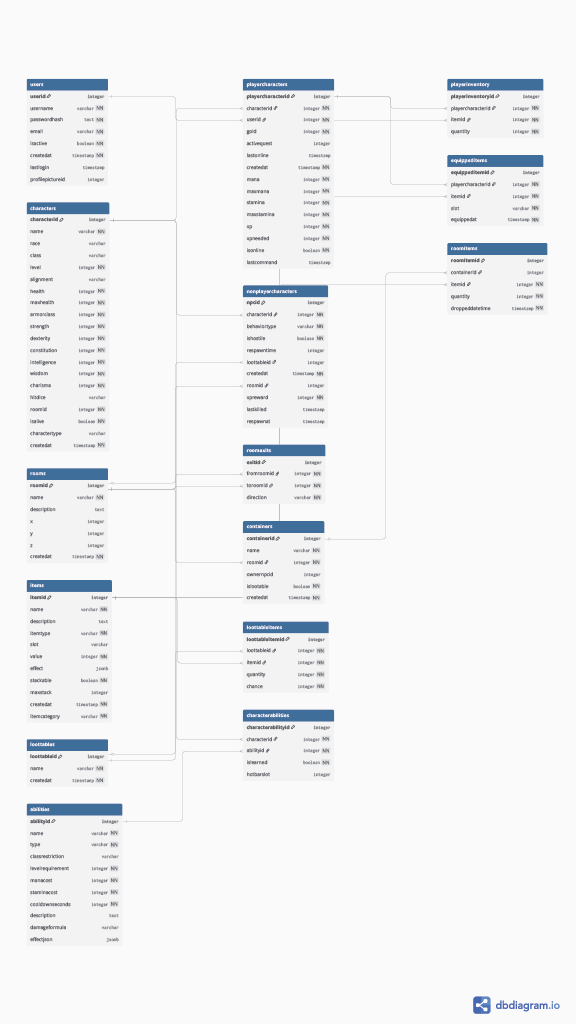 users
userid integer
username varchar NN
passwordhash text NN
email varchar NN
isactive boolean NN
createdat timestamp NN
lastlogin timestamp
profilepictureid integer
characters
characterid integer
name varchar NN
race varchar
class varchar
level integer NN
alignment varchar
health integer NN
maxhealth integer NN
armorclass integer NN
strength integer NN
dexterity integer NN
constitution integer NN
intelligence integer NN
wisdom integer NN
charisma integer NN
hitdice varchar
roomid integer NN
isalive boolean NN
charactertype varchar
createdat timestamp NN
rooms
roomid integer
name varchar NN
description text
x integer
y integer
z integer
createdat timestamp NN
items
itemid integer
name varchar NN
description text
itemtype varchar NN
slot varchar
value integer NN
effect jsonb
stackable boolean NN
maxstack integer
createdat timestamp NN
itemcategory varchar NN
loottables
loottableid integer
name varchar NN
createdat timestamp NN
abilities
abilityid integer
name varchar NN
type varchar NN
classrestriction varchar
levelrequirement integer NN
manacost integer NN
staminacost integer NN
cooldownseconds integer NN
description text
damageformula varchar
effectjson jsonb
playercharacters
playercharacterid integer
characterid integer NN
userid integer NN
gold integer NN
activequest integer
lastonline timestamp
createdat timestamp NN
mana integer NN
maxmana integer NN
stamina integer NN
maxstamina integer NN
xp integer NN
xpneeded integer NN
isonline boolean NN
lastcommand timestamp
nonplayercharacters
npcid integer
characterid integer NN
behaviortype varchar NN
ishostile boolean NN
respawntime integer
loottableid integer NN
createdat timestamp NN
roomid integer
xpreward integer NN
lastkilled timestamp
respawnat timestamp
roomexits
exitid integer
fromroomid integer NN
toroomid integer NN
direction varchar NN
containers
containerid integer
name varchar NN
roomid integer NN
ownernpcid integer
islootable boolean NN
createdat timestamp NN
loottableitems
loottableitemid integer
loottableid integer NN
itemid integer NN
quantity integer NN
chance integer NN
characterabilities
characterabilityid integer
characterid integer NN
abilityid integer NN
islearned boolean NN
hotbarslot integer
playerinventory
playerinventoryid integer
playercharacterid integer NN
itemid integer NN
quantity integer NN
equippeditems
equippeditemid integer
playercharacterid integer NN
itemid integer NN
slot varchar NN
equippedat timestamp NN
roomitems
roomitemid integer
containerid integer NN
itemid integer NN
quantity integer NN
droppeddatetime timestamp NN
dbdiagram.io